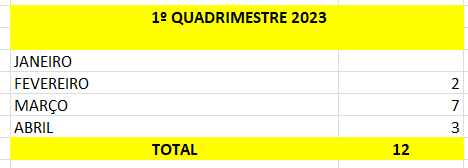 1º QUADRIMESTRE 2023
JANEIRO
FEVEREIRO 2
MARÇO 7
ABRIL 3
TOTAL 12